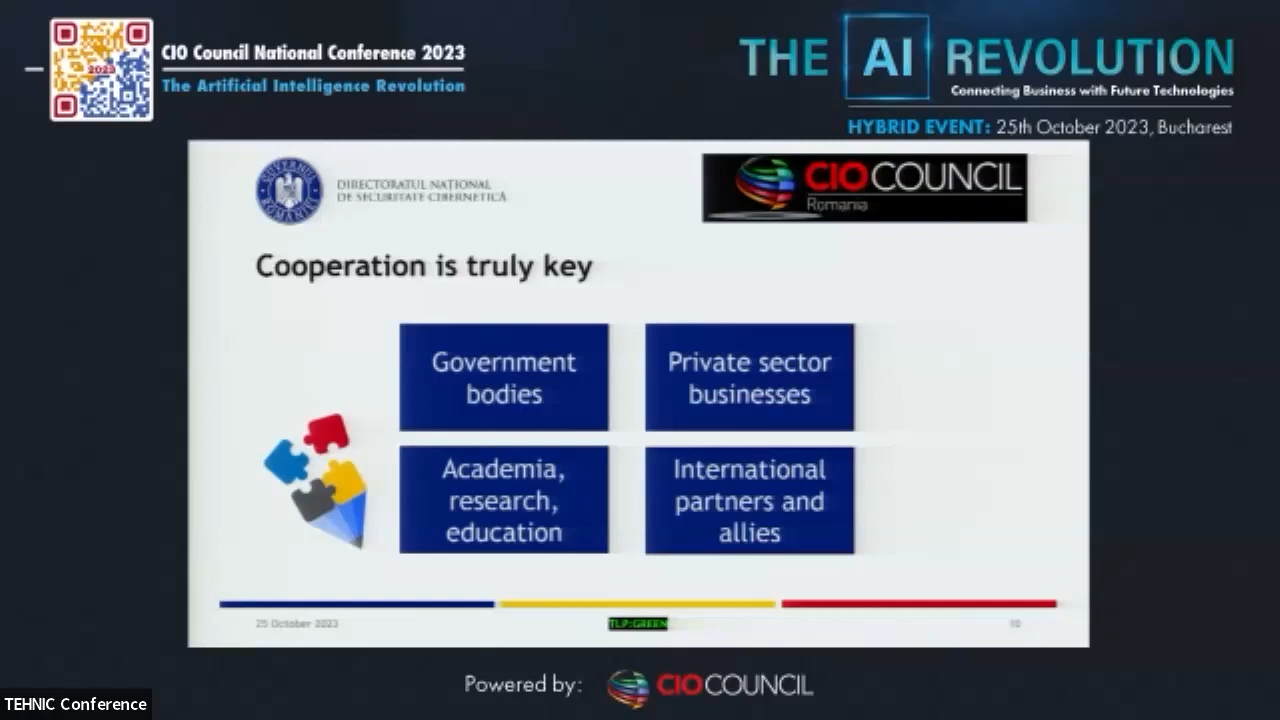 CIO Council National Conference 2023
The Artificial Intelligence Revolution
2023
THE AI REVOLUTION
Connecting Business with Future Technologies
HYBRID EVENT: 25th October 2023, Bucharest
GUVERNUL ROMÂNIEI
DIRECTORATUL NAȚIONAL
DE SECURITATE CIBERNETICĂ
CIO COUNCIL
Romania
Cooperation is truly key
Government
bodies
Private sector
businesses
Academia,
research,
education
International
partners and
allies
25 October 2023
TLP:GREEN
10
Powered by:
CIO COUNCIL
TEHNIC Conference